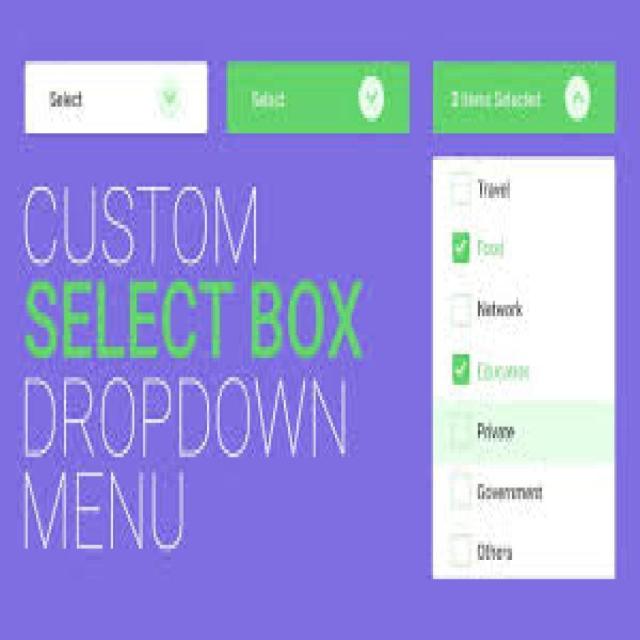 Select
Select
2 Items Selected
CUSTOM
SELECT BOX
DROPDOWN
MENU
Travel
Food
Network
Education
Private
Government
Others